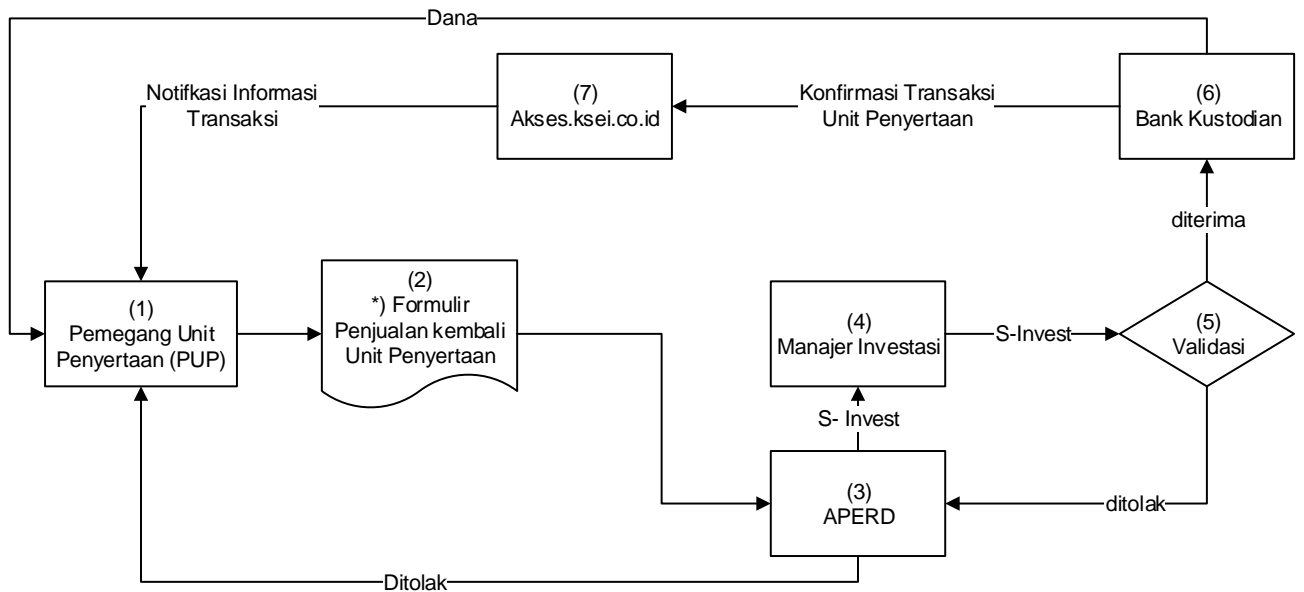 Dana
Notifkasi Informasi
Transaksi
(7)
Akses.ksei.co.id
Konfirmasi Transaksi
Unit Penyertaan
(6)
Bank Kustodian
diterima
(1)
Pemegang Unit
Penyertaan (PUP)
(2)
*) Formulir
Penjualan kembali
Unit Penyertaan
(4)
Manajer Investasi
S-Invest
(5)
Validasi
S- Invest
(3)
APERD
ditolak
Ditolak